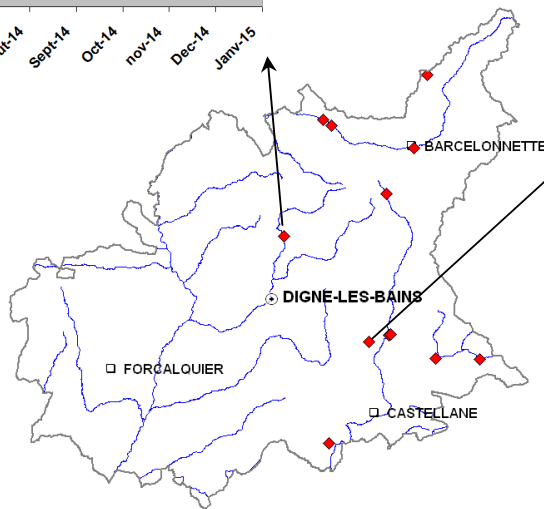 Sept-14
Oct-14
nov-14
Dec-14
Janv-15
BARCELONNETTE
DIGNE-LES-BAINS
FORCALQUIER
CASTELLANE